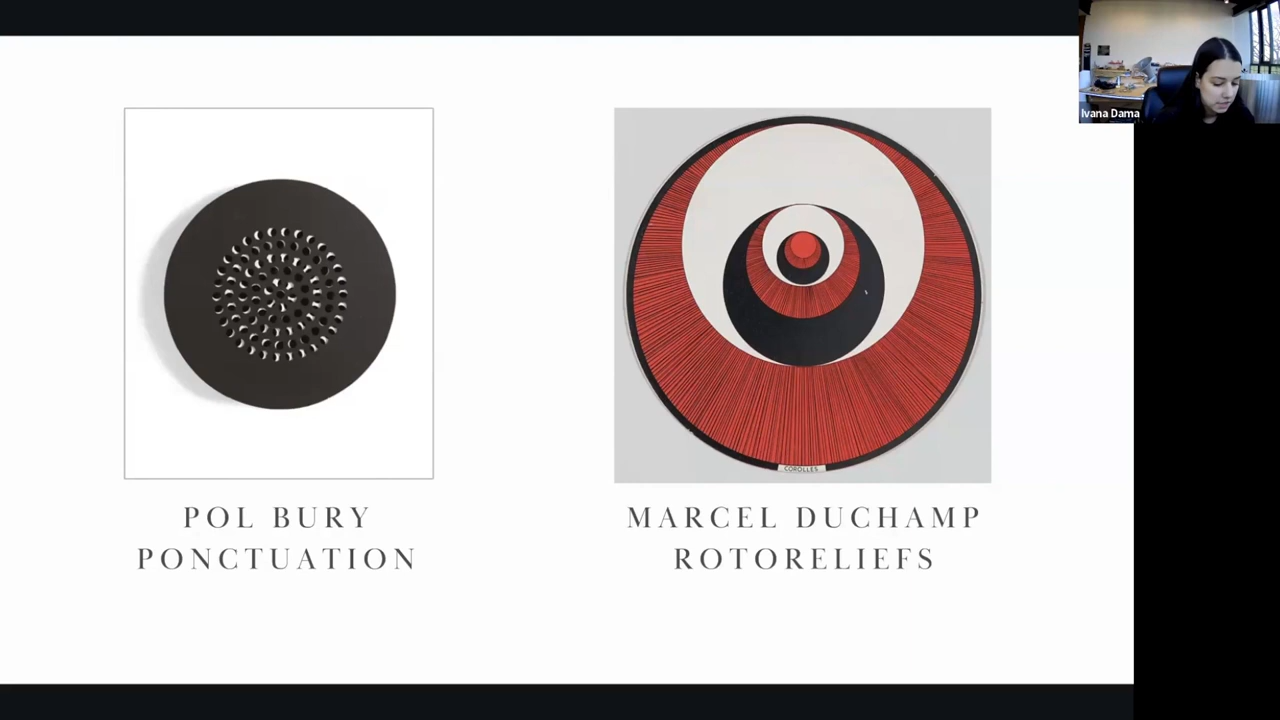 Ivana Dama
COROLLES
POL BURY
PONCTUATION
MARCEL DUCHAMP
ROTORELIEFS